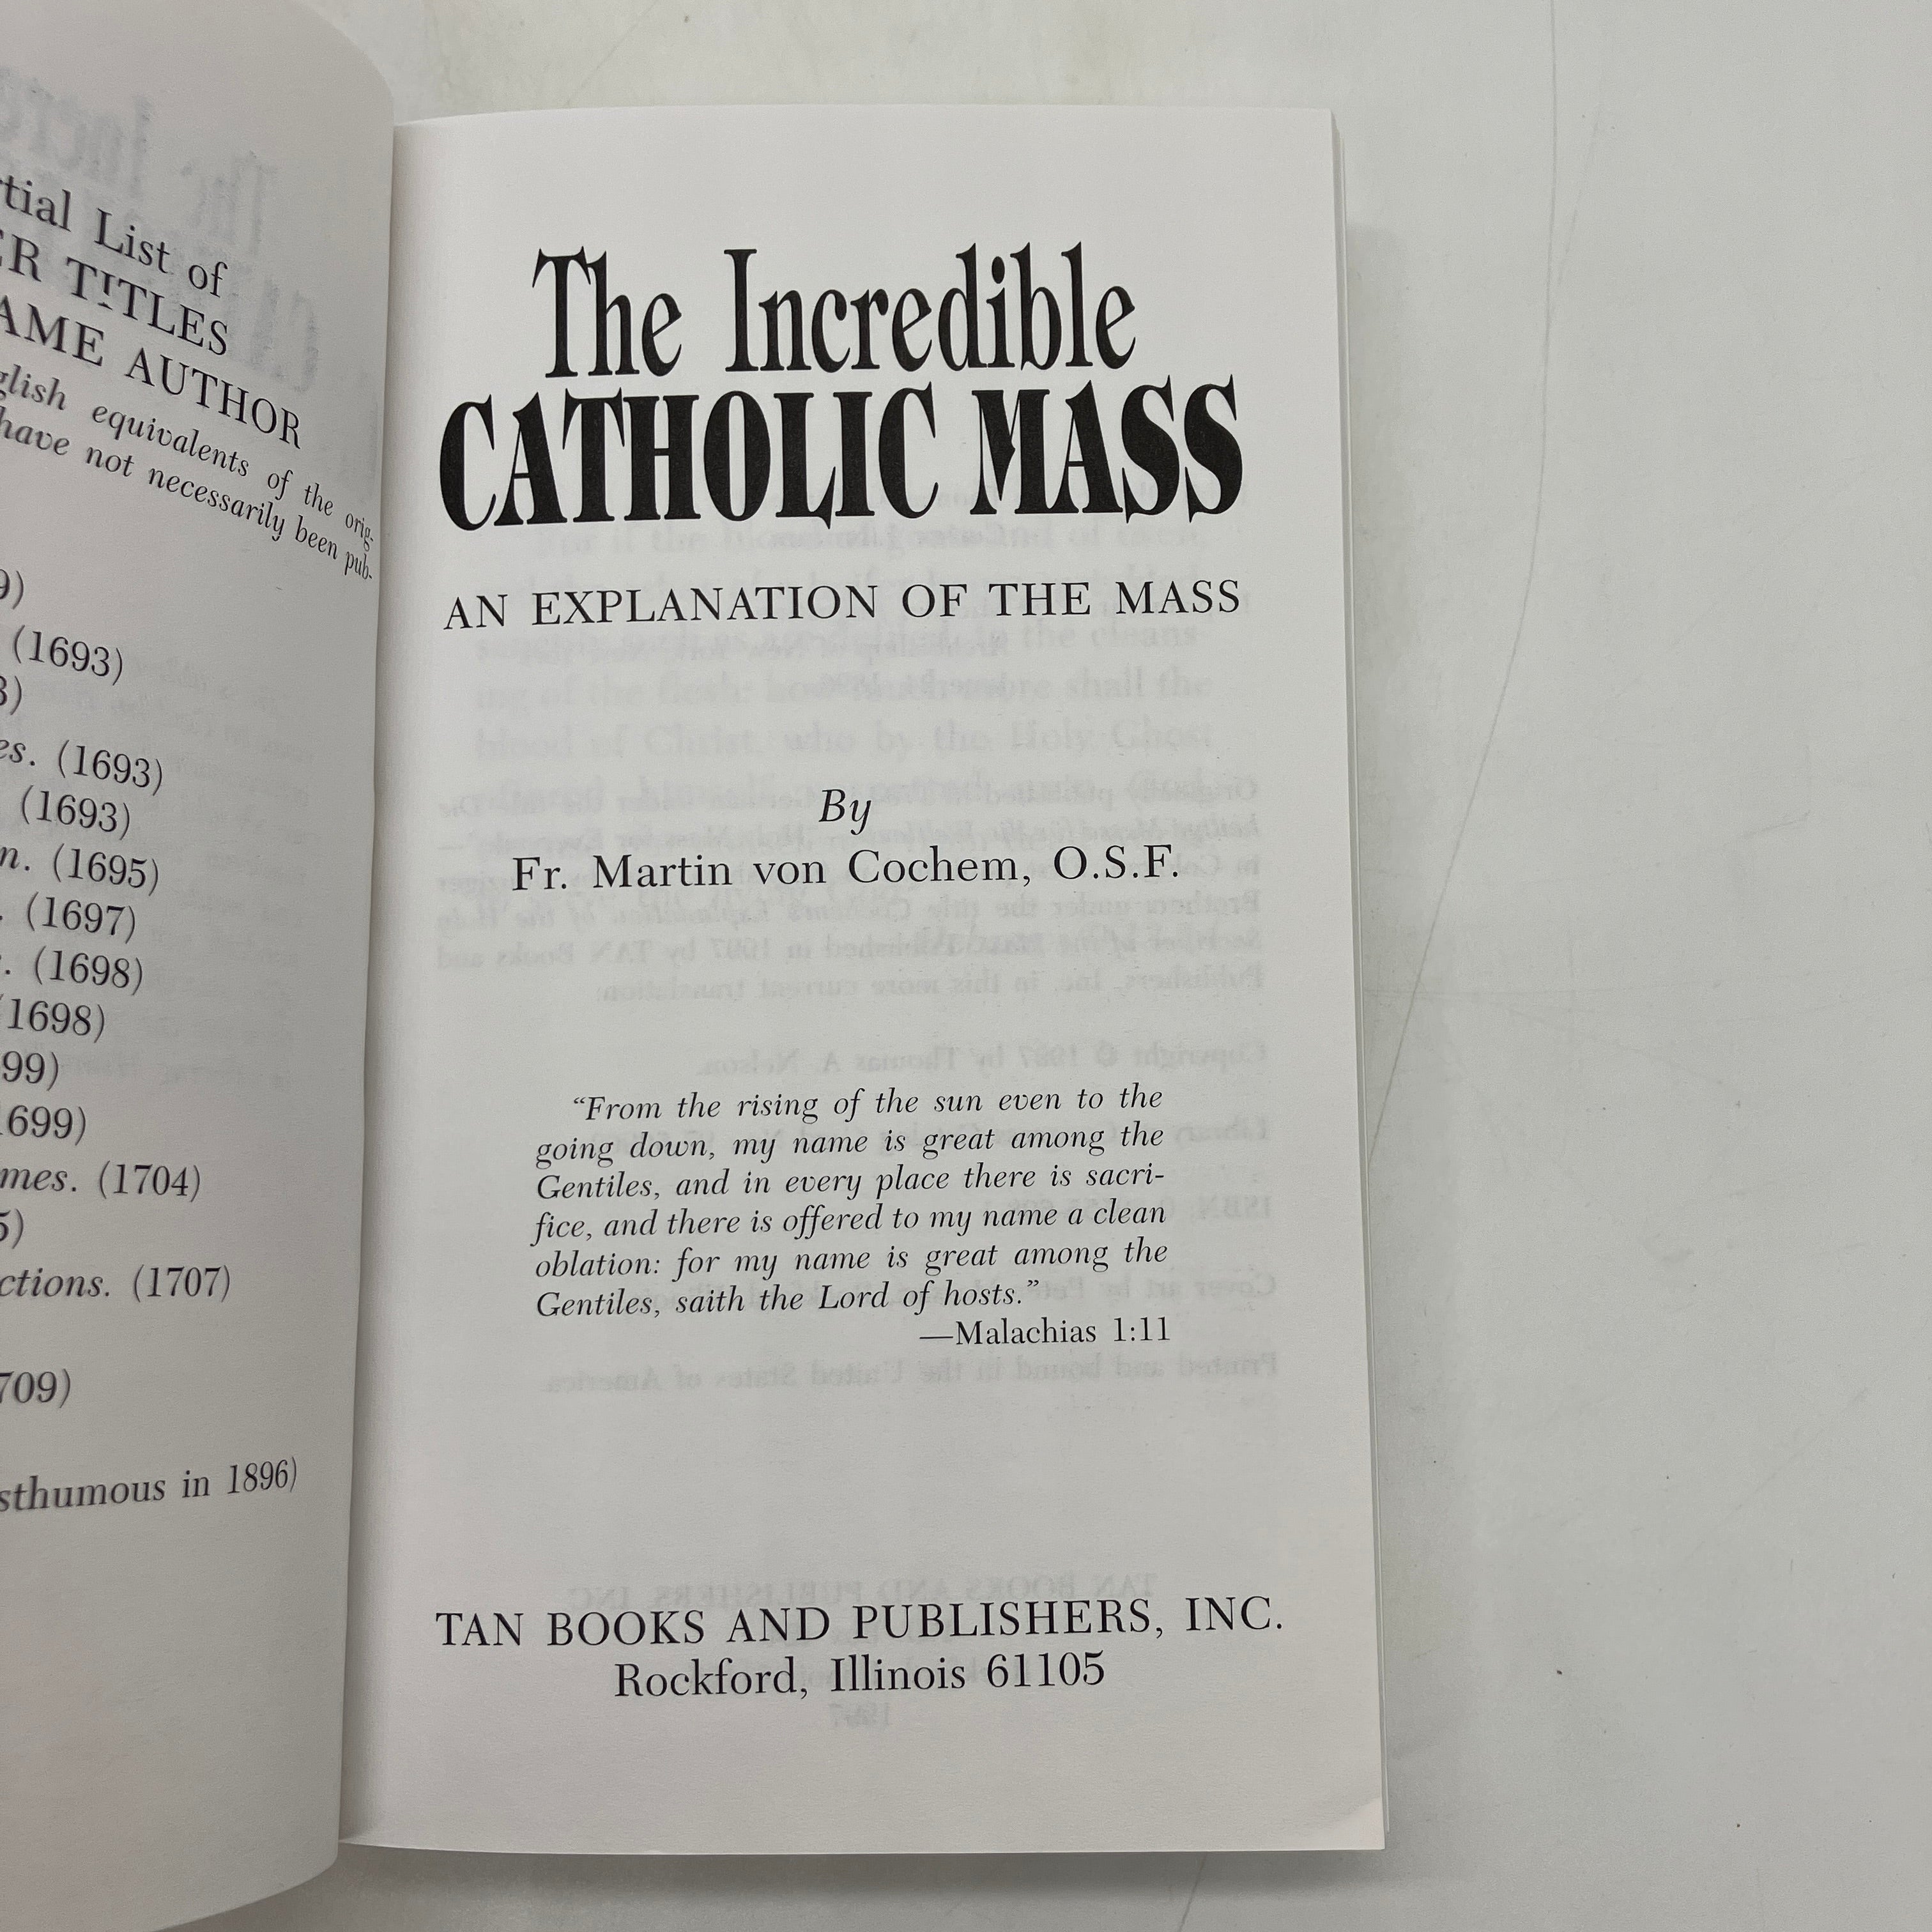 tial List of
ER TITLES
AME AUTHOR
glish equivalents of the orig-
have not necessarily been pub-
9)
(1693)
3)
es. (1693)
(1693)
n. (1695)
. (1697)
. (1698)
(1698)
99)
1699)
mes. (1704)
5)
ctions. (1707)
709)
sthumous in 1896)
The Incredible
CATHOLIC MASS
AN EXPLANATION OF THE MASS
By
Fr. Martin von Cochem, O.S.F.
“From the rising of the sun even to the
going down, my name is great among the
Gentiles, and in every place there is sacri-
fice, and there is offered to my name a clean
oblation: for my name is great among the
Gentiles, saith the Lord of hosts.”
—Malachias 1:11
TAN BOOKS AND PUBLISHERS, INC.
Rockford, Illinois 61105